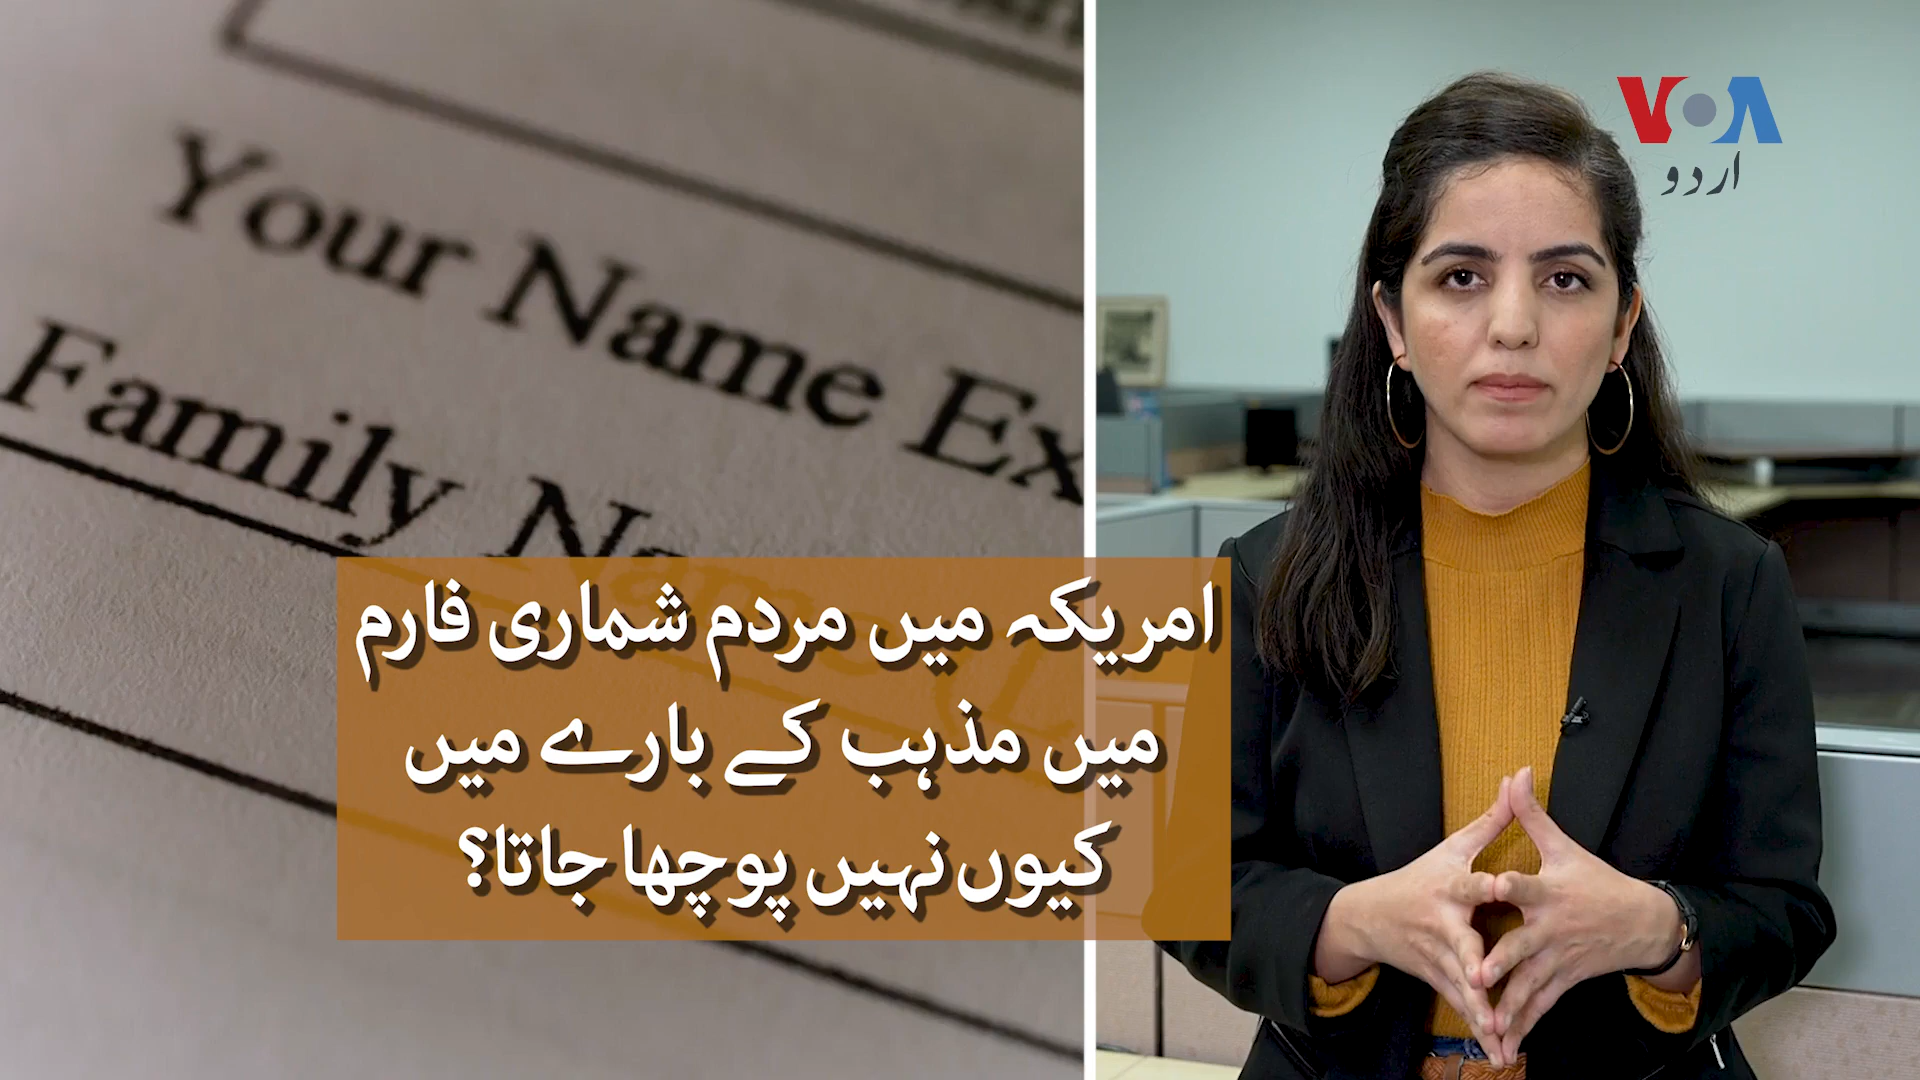 Your Name Ex
Family Na
VOA
اردو
امریکہ میں مردم شماری فارم
میں مذہب کے بارے میں
کیوں نہیں پوچھا جاتا؟